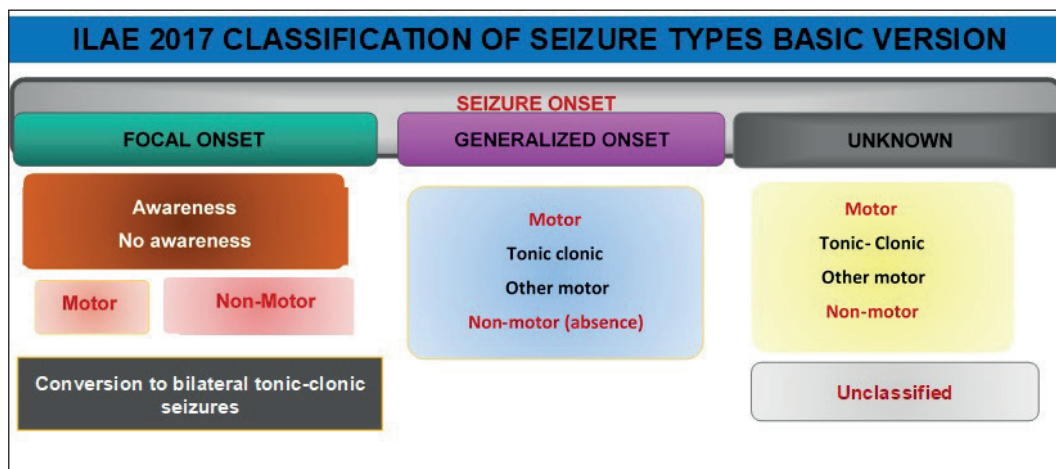 ILAE 2017 CLASSIFICATION OF SEIZURE TYPES BASIC VERSION
SEIZURE ONSET
FOCAL ONSET
Awareness
No awareness
Motor
Non-Motor
Conversion to bilateral tonic-clonic
seizures
GENERALIZED ONSET
Motor
Tonic clonic
Other motor
Non-motor (absence)
UNKNOWN
Motor
Tonic- Clonic
Other motor
Non-motor
Unclassified